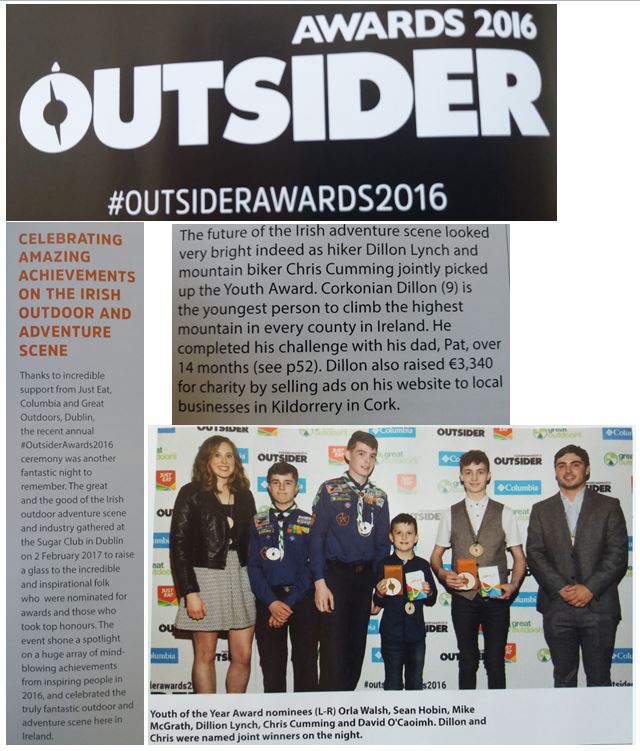 AWARDS 2016
OUTSIDER
#OUTSIDERAWARDS2016
CELEBRATING
AMAZING
ACHIEVEMENTS
ON THE IRISH
OUTDOOR AND
ADVENTURE
SCENE
Thanks to incredible
support from Just Eat,
Columbia and Great
Outdoors, Dublin,
the recent annual
#OutsiderAwards2016
ceremony was another
fantastic night to
remember. The great
and the good of the Irish
outdoor adventure scene
and industry gathered at
the Sugar Club in Dublin
on 2 February 2017 to raise
a glass to the incredible
and inspirational folk
who were nominated for
awards and those who
took top honours. The
event shone a spotlight
on a huge array of mind-
blowing achievements
from inspiring people in
2016, and celebrated the
truly fantastic outdoor and
adventure scene here in
Ireland.
The future of the Irish adventure scene looked
very bright indeed as hiker Dillon Lynch and
mountain biker Chris Cumming jointly picked
up the Youth Award. Corkonian Dillon (9) is
the youngest person to climb the highest
mountain in every county in Ireland. He
completed his challenge with his dad, Pat, over
14 months (see p52). Dillon also raised €3,340
for charity by selling ads on his website to local
businesses in Kildorrery in Cork.
OUTSIDER
JUST EAT
Columbia
great outdoors
Youth of the Year Award nominees (L-R) Orla Walsh, Sean Hobin, Mike
McGrath, Dillion Lynch, Chris Cumming and David O'Caoimh. Dillon and
Chris were named joint winners on the night.